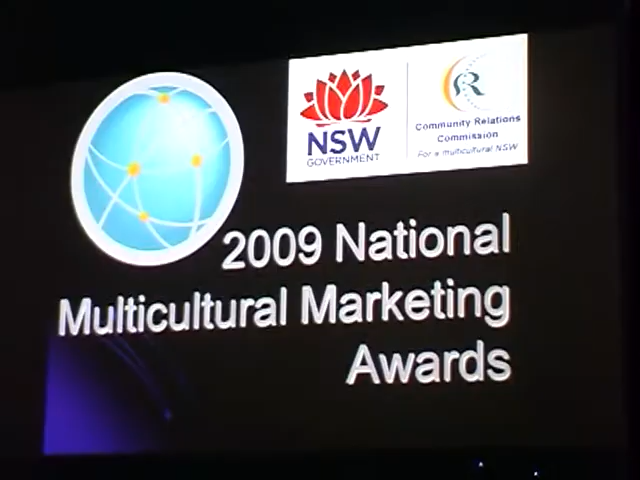 NSW
GOVERNMENT
Community Relations
Commission
For a multicultural NSW
2009 National
Multicultural Marketing
Awards